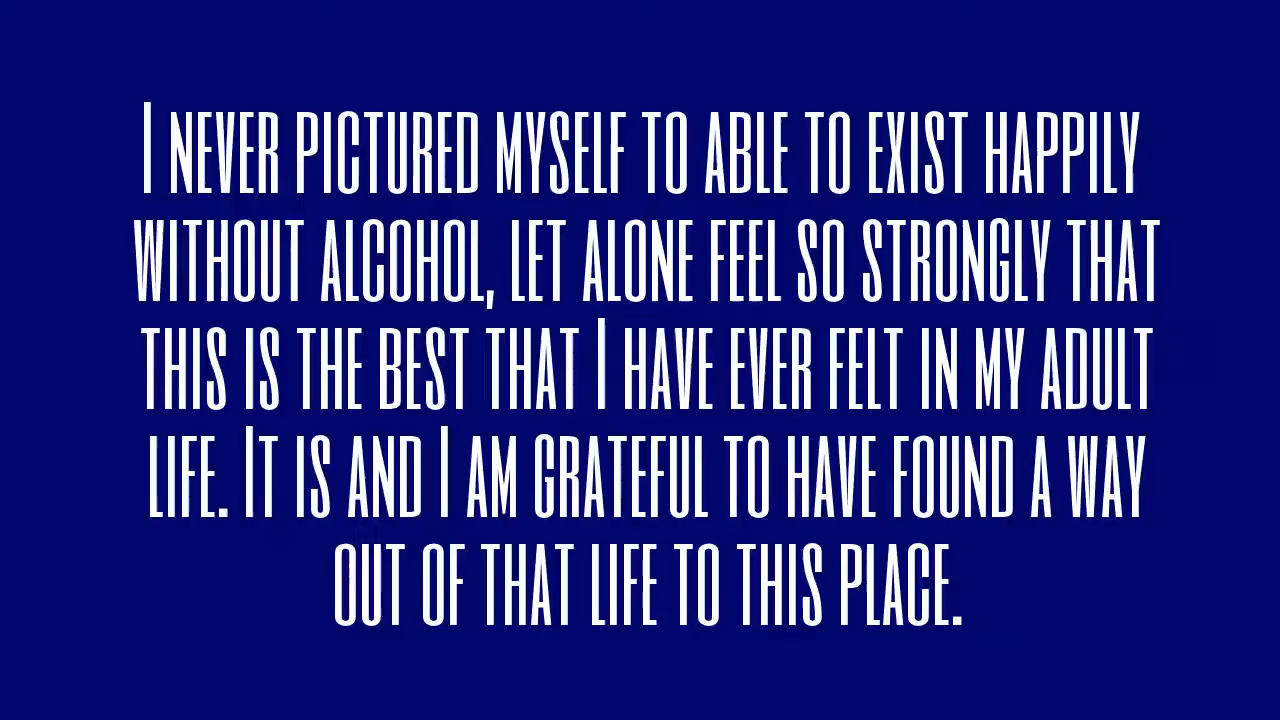 I never pictured myself to able to exist happily
without alcohol, let alone feel so strongly that
this is the best that I have ever felt in my adult
life. It is and I am grateful to have found a way
out of that life to this place.